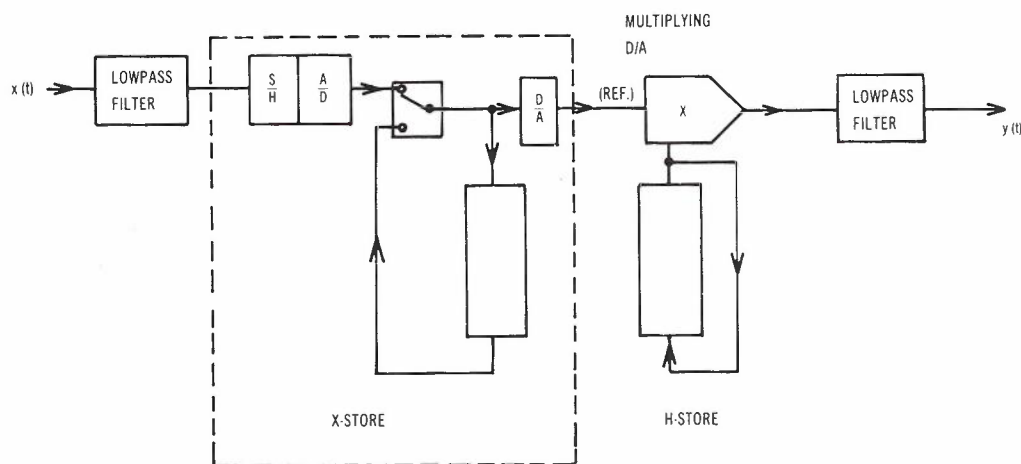 MULTIPLYING
D/A
x (t)
LOWPASS
FILTER
S
H
A
D
D
A
(REF.)
X
LOWPASS
FILTER
y (t)
X-STORE
H-STORE